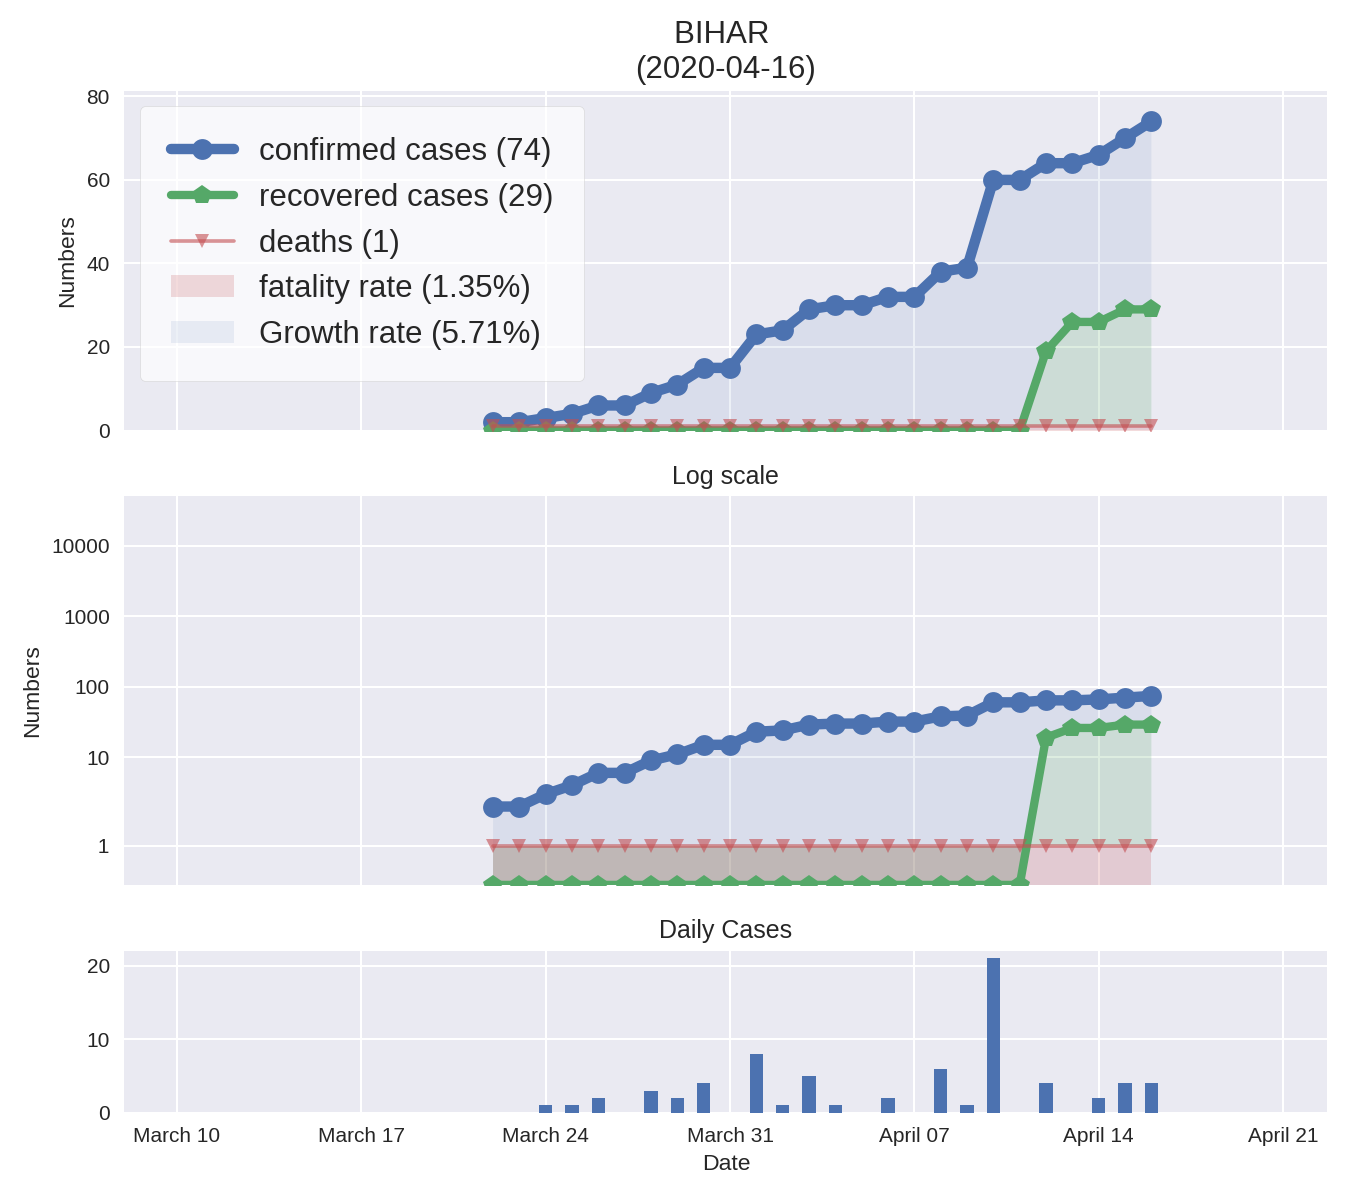 BIHAR
(2020-04-16)
80
60
40
20
0
Numbers
confirmed cases (74)
recovered cases (29)
deaths (1)
fatality rate (1.35%)
Growth rate (5.71%)
Log scale
10000
1000
100
10
1
Numbers
Daily Cases
20
10
0
March 10 March 17 March 24 March 31 April 07 April 14 April 21
Date